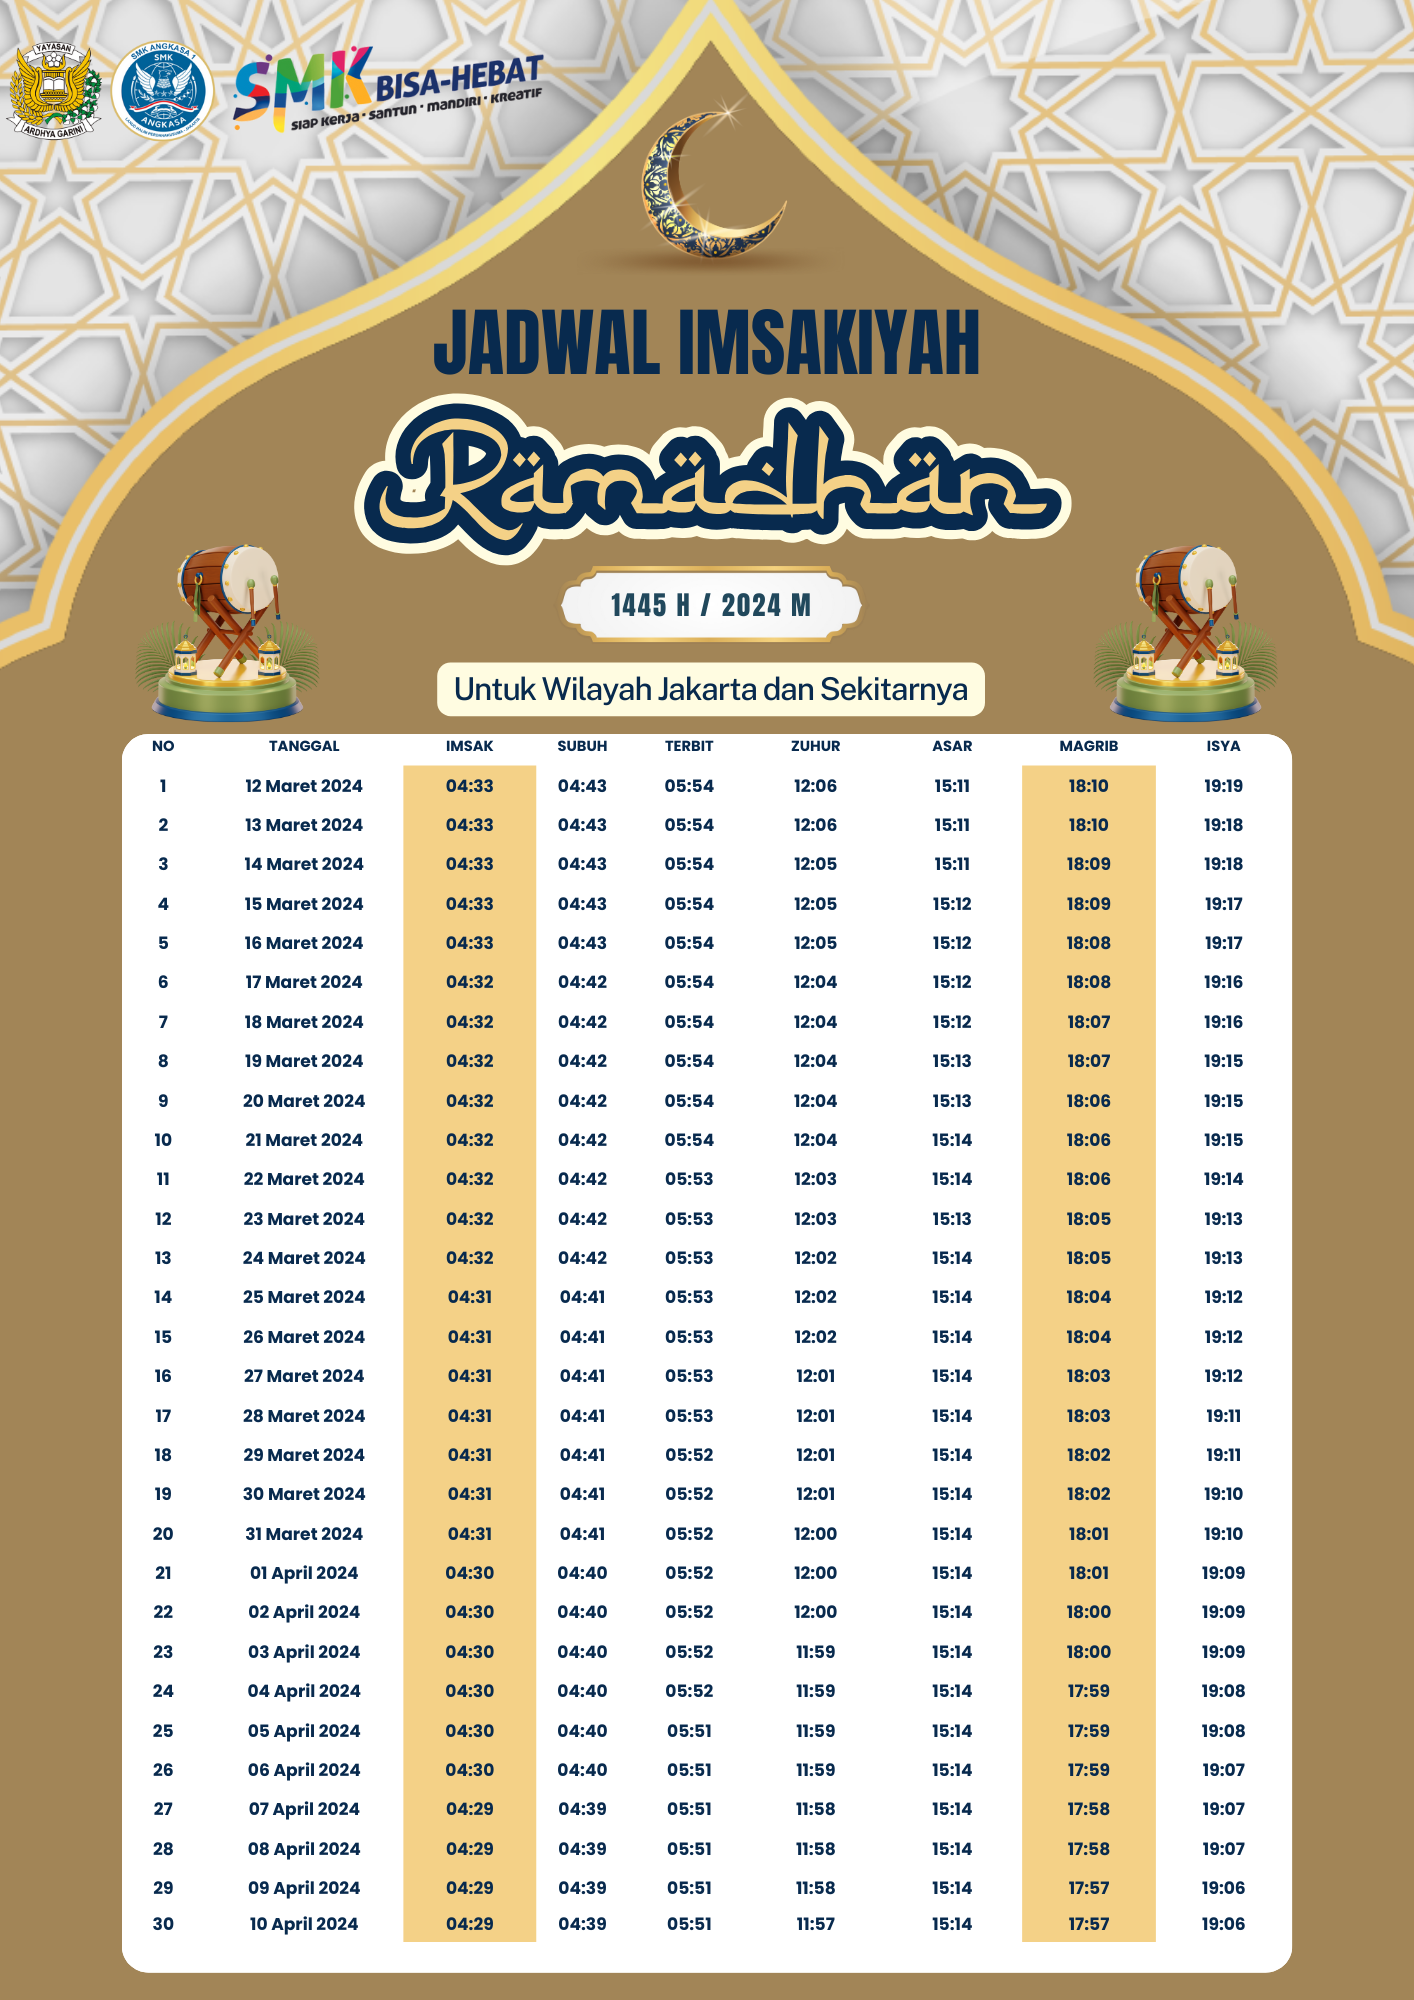 YAYASAN
ARDHYA GARINI
SMK ANGKASA 1
SMK
ANGKASA
SMK BISA-HEBAT
SIAP KERJA · SANTUN · MANDIRI · KREATIF
JADWAL IMSAKIYAH
Ramadhan
1445 H / 2024 M
Untuk Wilayah Jakarta dan Sekitarnya
NO TANGGAL IMSAK SUBUH TERBIT ZUHUR ASAR MAGRIB ISYA
1 12 Maret 2024 04:33 04:43 05:54 12:06 15:11 18:10 19:19
2 13 Maret 2024 04:33 04:43 05:54 12:06 15:11 18:10 19:18
3 14 Maret 2024 04:33 04:43 05:54 12:05 15:11 18:09 19:18
4 15 Maret 2024 04:33 04:43 05:54 12:05 15:12 18:09 19:17
5 16 Maret 2024 04:33 04:43 05:54 12:05 15:12 18:08 19:17
6 17 Maret 2024 04:32 04:42 05:54 12:04 15:12 18:08 19:16
7 18 Maret 2024 04:32 04:42 05:54 12:04 15:12 18:07 19:16
8 19 Maret 2024 04:32 04:42 05:54 12:04 15:13 18:07 19:15
9 20 Maret 2024 04:32 04:42 05:54 12:04 15:13 18:06 19:15
10 21 Maret 2024 04:32 04:42 05:54 12:04 15:14 18:06 19:15
11 22 Maret 2024 04:32 04:42 05:53 12:03 15:14 18:06 19:14
12 23 Maret 2024 04:32 04:42 05:53 12:03 15:13 18:05 19:13
13 24 Maret 2024 04:32 04:42 05:53 12:02 15:14 18:05 19:13
14 25 Maret 2024 04:31 04:41 05:53 12:02 15:14 18:04 19:12
15 26 Maret 2024 04:31 04:41 05:53 12:02 15:14 18:04 19:12
16 27 Maret 2024 04:31 04:41 05:53 12:01 15:14 18:03 19:12
17 28 Maret 2024 04:31 04:41 05:53 12:01 15:14 18:03 19:11
18 29 Maret 2024 04:31 04:41 05:52 12:01 15:14 18:02 19:11
19 30 Maret 2024 04:31 04:41 05:52 12:01 15:14 18:02 19:10
20 31 Maret 2024 04:31 04:41 05:52 12:00 15:14 18:01 19:10
21 01 April 2024 04:30 04:40 05:52 12:00 15:14 18:01 19:09
22 02 April 2024 04:30 04:40 05:52 12:00 15:14 18:00 19:09
23 03 April 2024 04:30 04:40 05:52 11:59 15:14 18:00 19:09
24 04 April 2024 04:30 04:40 05:52 11:59 15:14 17:59 19:08
25 05 April 2024 04:30 04:40 05:51 11:59 15:14 17:59 19:08
26 06 April 2024 04:30 04:40 05:51 11:59 15:14 17:59 19:07
27 07 April 2024 04:29 04:39 05:51 11:58 15:14 17:58 19:07
28 08 April 2024 04:29 04:39 05:51 11:58 15:14 17:58 19:07
29 09 April 2024 04:29 04:39 05:51 11:58 15:14 17:57 19:06
30 10 April 2024 04:29 04:39 05:51 11:57 15:14 17:57 19:06